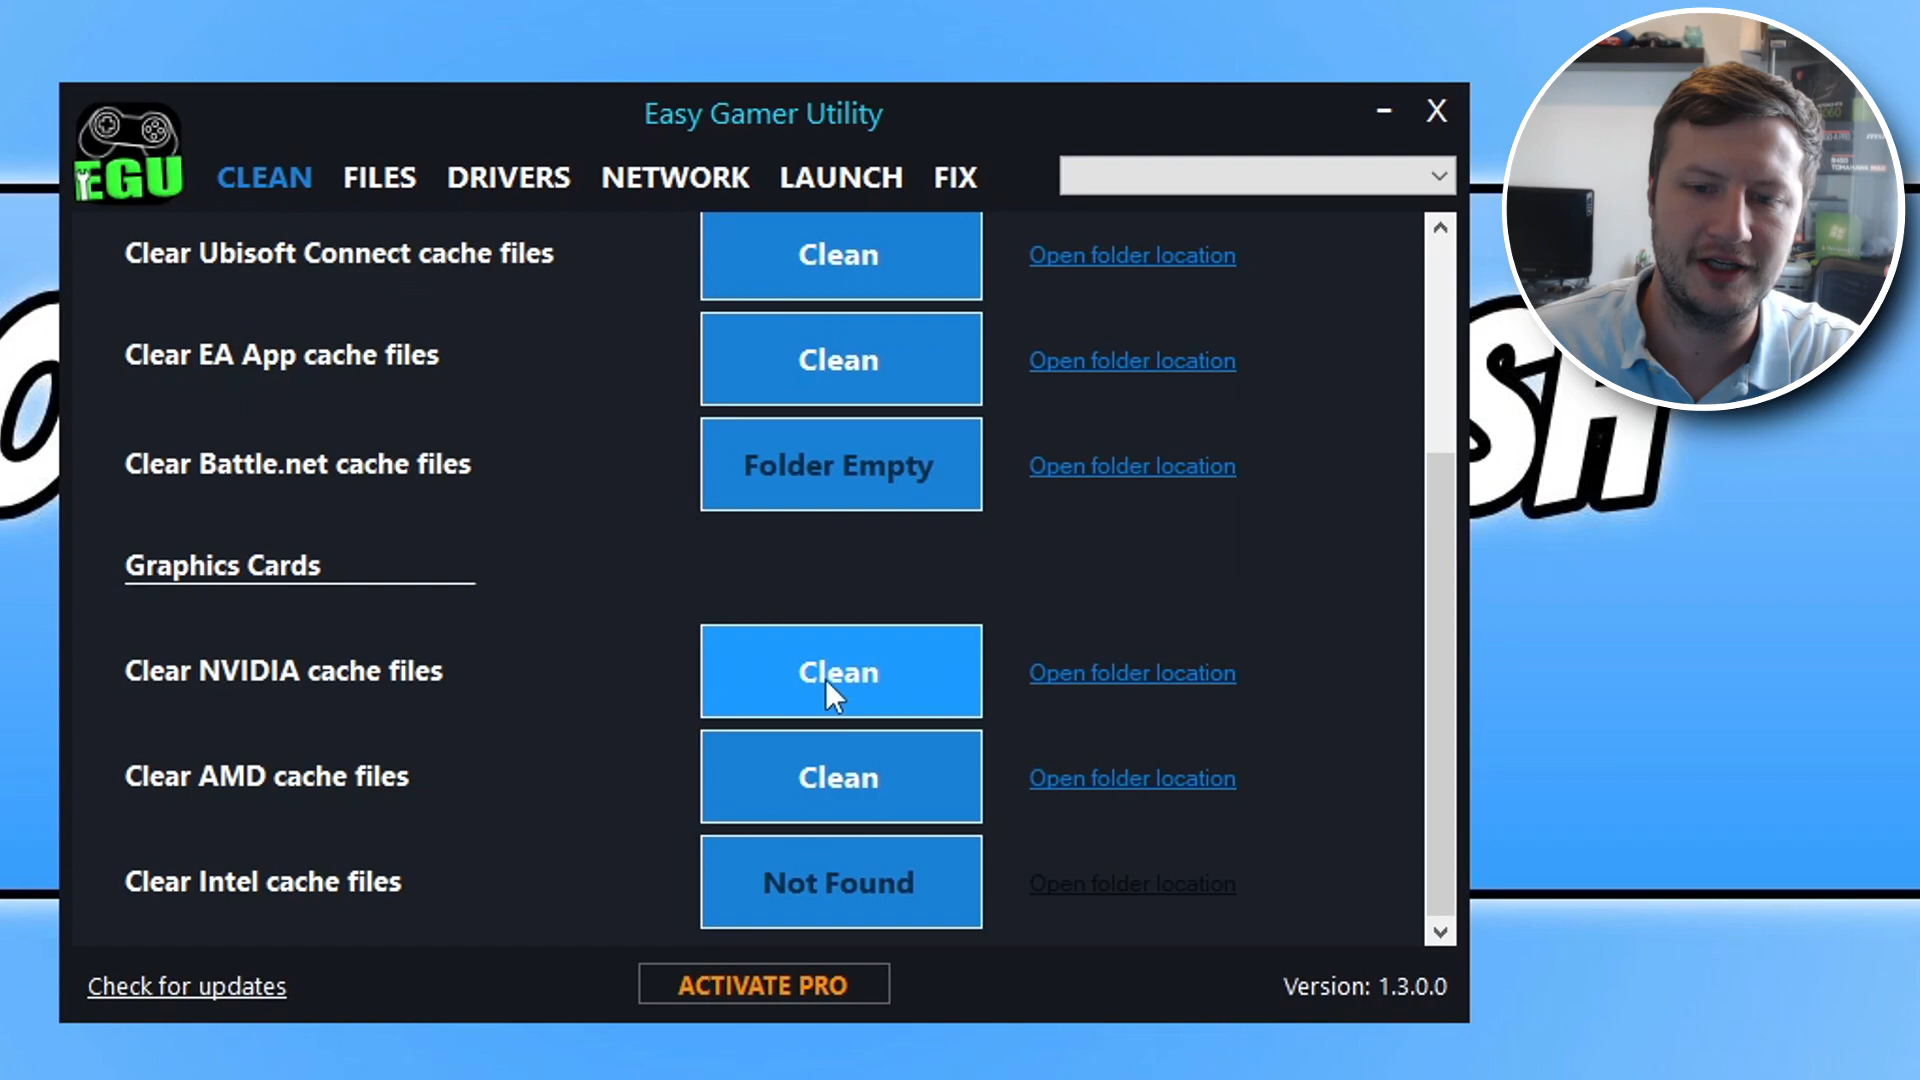 Easy Gamer Utility
- X
EGU
CLEAN FILES DRIVERS NETWORK LAUNCH FIX
Clear Ubisoft Connect cache files Clean Open folder location
Clear EA App cache files Clean Open folder location
Clear Battle.net cache files Folder Empty Open folder location
Graphics Cards
Clear NVIDIA cache files Clean Open folder location
Clear AMD cache files Clean Open folder location
Clear Intel cache files Not Found Open folder location
Check for updates ACTIVATE PRO Version: 1.3.0.0